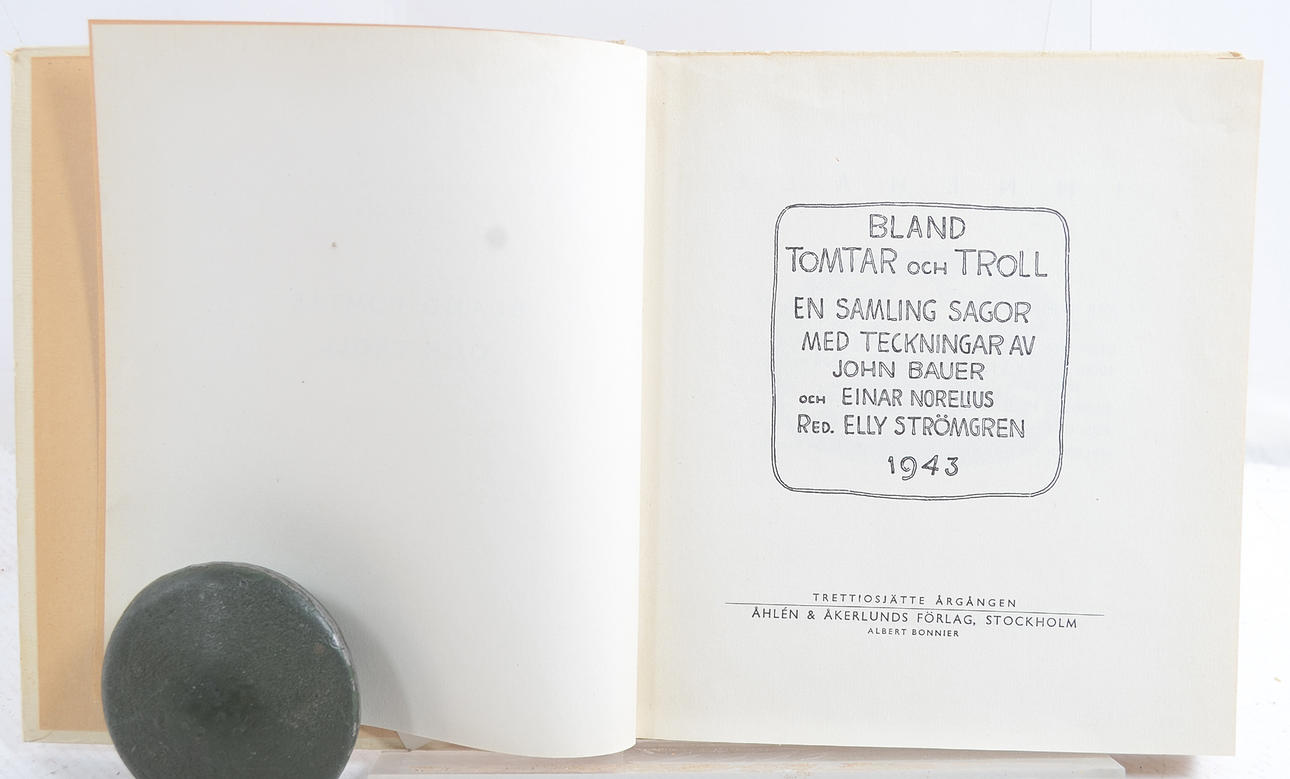 BLAND
TOMTAR OCH TROLL
EN SAMLING SAGOR
MED TECKNINGAR AV
JOHN BAUER
OCH EINAR NORELIUS
RED. ELLY STRÖMGREN
1943
TRETTIOSJÄTTE ÅRGÅNGEN
ÅHLÉN & ÅKERLUNDS FÖRLAG, STOCKHOLM
ALBERT BONNIER